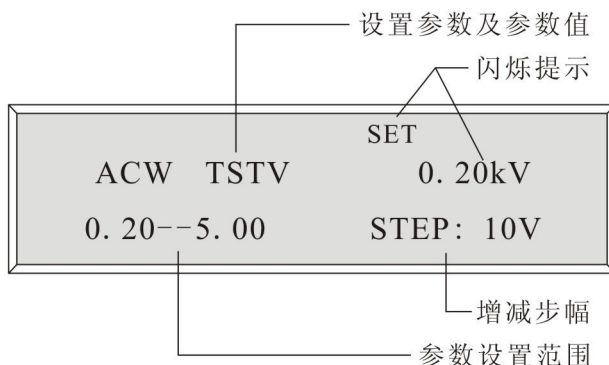 设置参数及参数值
闪烁提示
SET
ACW TSTV 0.20kV
0.20--5.00 STEP: 10V
增减步幅
参数设置范围